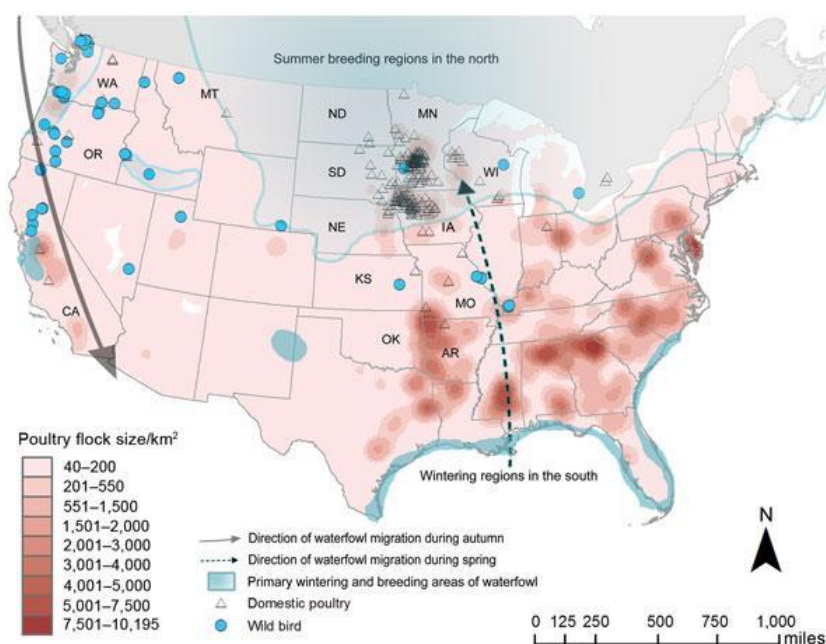 Summer breeding regions in the north
WA
MT
ND
MN
OR
SD
WI
NE
IA
KS
MO
CA
OK
AR
Poultry flock size/km²
40–200
201–550
551–1,500
1,501–2,000
2,001–3,000
3,001–4,000
4,001–5,000
5,001–7,500
7,501–10,195
Wintering regions in the south
Direction of waterfowl migration during autumn
Direction of waterfowl migration during spring
Primary wintering and breeding areas of waterfowl
Domestic poultry
Wild bird
N
0 125 250 500 750 1,000
miles